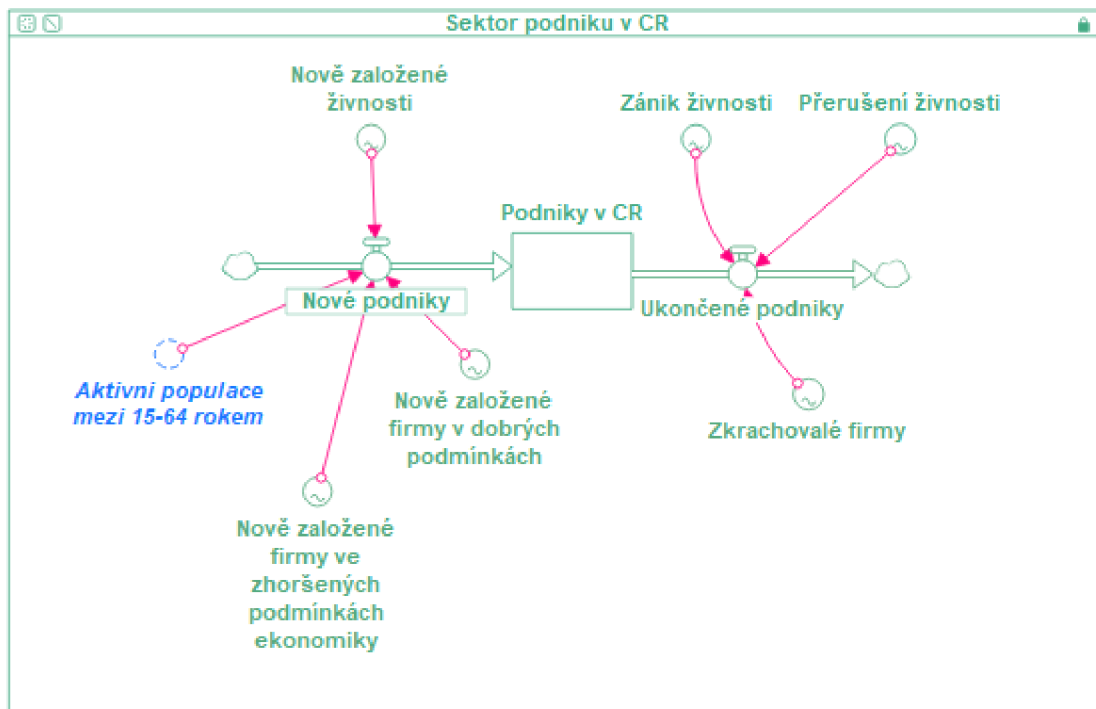 Sektor podniku v CR
Nově založené
živnosti
Zánik živnosti
Přerušení živnosti
Podniky v CR
Nové podniky
Ukončené podniky
Aktivni populace
mezi 15-64 rokem
Nově založené
firmy v dobrých
podmínkách
Zkrachovalé firmy
Nově založené
firmy ve
zhoršených
podmínkách
ekonomiky